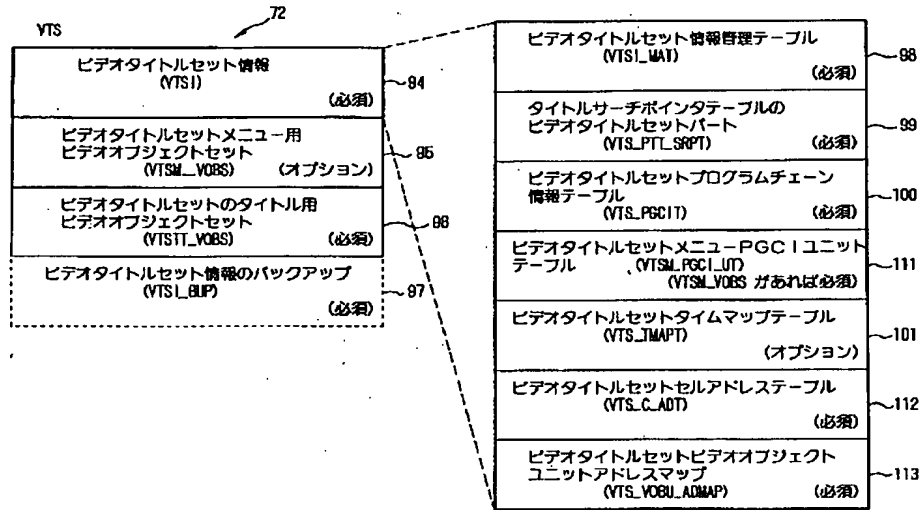 VTS
72
ビデオタイトルセット情報
(VTSI)
(必須)
94
ビデオタイトルセットメニュー用
ビデオオブジェクトセット
(VTSM_VOBS) (オプション)
95
ビデオタイトルセットのタイトル用
ビデオオブジェクトセット
(VTSTT_VOBS) (必須)
96
ビデオタイトルセット情報のバックアップ
(VTSI_BUP)
(必須)
97
ビデオタイトルセット情報管理テーブル
(VTSI_MAT)
(必須)
98
タイトルサーチポインタテーブルの
ビデオタイトルセットパート
(VTS_PTT_SRPT) (必須)
99
ビデオタイトルセットプログラムチェーン
情報テーブル
(VTS_PGCIT) (必須)
100
ビデオタイトルセットメニューPGCIユニット
テーブル (VTSM_PGCI_UT)
(VTSM_VOBS があれば必須)
111
ビデオタイトルセットタイムマップテーブル
(VTS_TMAPT)
(オプション)
101
ビデオタイトルセットセルアドレステーブル
(VTS_C_ADT)
(必須)
112
ビデオタイトルセットビデオオブジェクト
ユニットアドレスマップ
(VTS_VOBU_ADMAP) (必須)
113